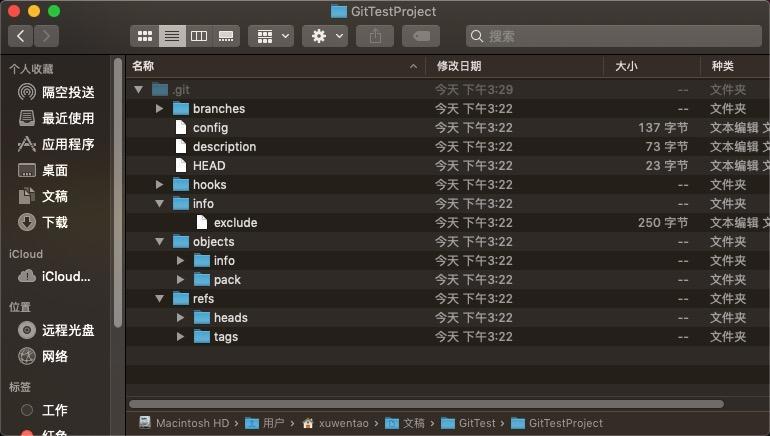 GitTestProject
搜索
名称 修改日期 大小 种类
个人收藏
隔空投送
最近使用
应用程序
桌面
文稿
下载
iCloud
iCloud...
位置
远程光盘
网络
标签
工作
红色
.git 今天 下午3:29 -- 文件夹
branches 今天 下午3:22 -- 文件夹
config 今天 下午3:22 137 字节 文本编辑 文
description 今天 下午3:22 73 字节 文本编辑 文
HEAD 今天 下午3:22 23 字节 文本编辑 文
hooks 今天 下午3:22 -- 文件夹
info 今天 下午3:22 -- 文件夹
exclude 今天 下午3:22 250 字节 文本编辑 文
objects 今天 下午3:22 -- 文件夹
info 今天 下午3:22 -- 文件夹
pack 今天 下午3:22 -- 文件夹
refs 今天 下午3:22 -- 文件夹
heads 今天 下午3:22 -- 文件夹
tags 今天 下午3:22 -- 文件夹
Macintosh HD 用户 xuwentao 文稿 GitTest GitTestProject